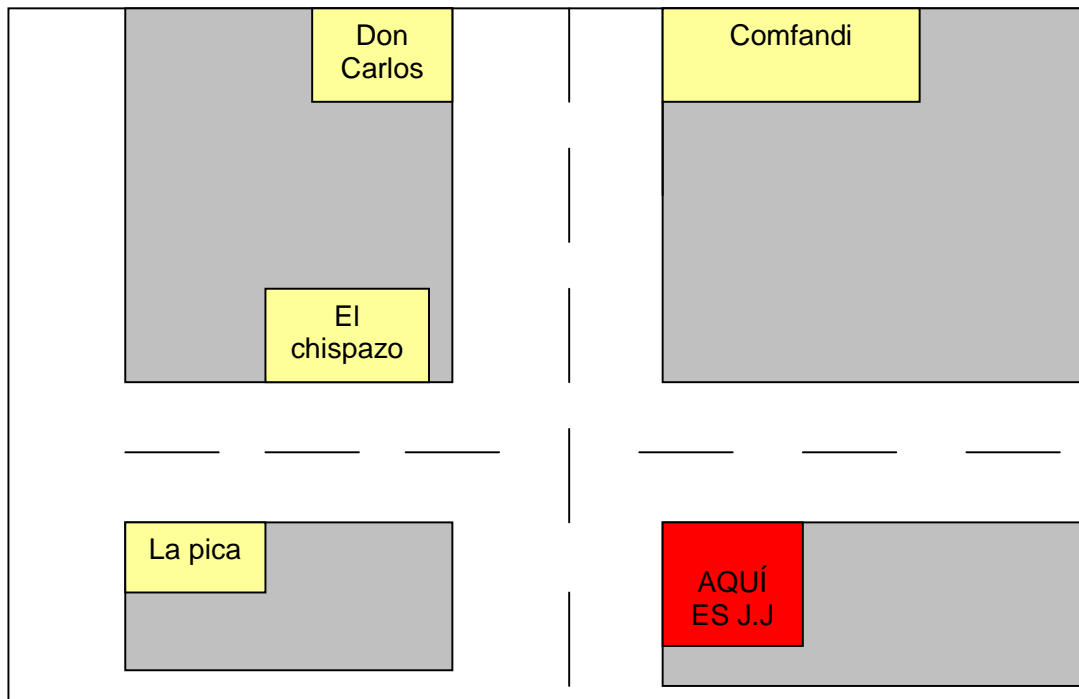 Don
Carlos
Comfandi
El
chispazo
La pica
AQUÍ
ES J.J